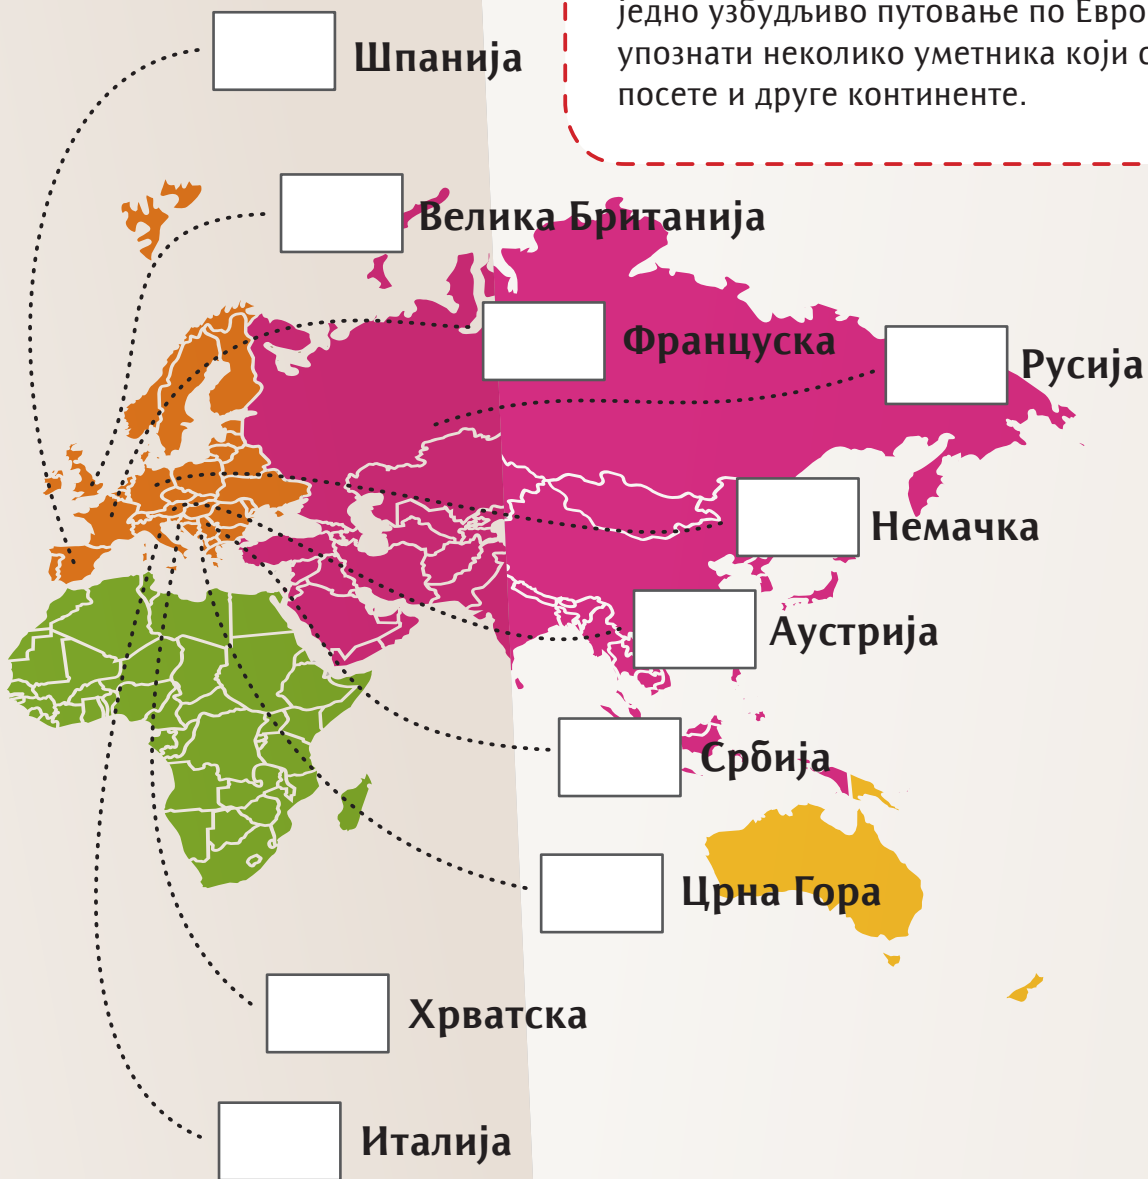 једно узбудљиво путовање по
упознати неколико уметника који
посете и друге континенте.
Шпанија
Велика Британија
Француска
Русија
Немачка
Аустрија
Србија
Црна Гора
Хрватска
Италија